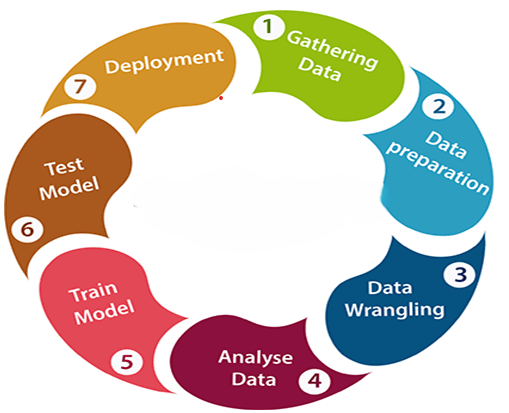 1
Gathering
Data
2
Data
preparation
3
Data
Wrangling
4
Analyse
Data
5
Train
Model
6
Test
Model
7
Deployment